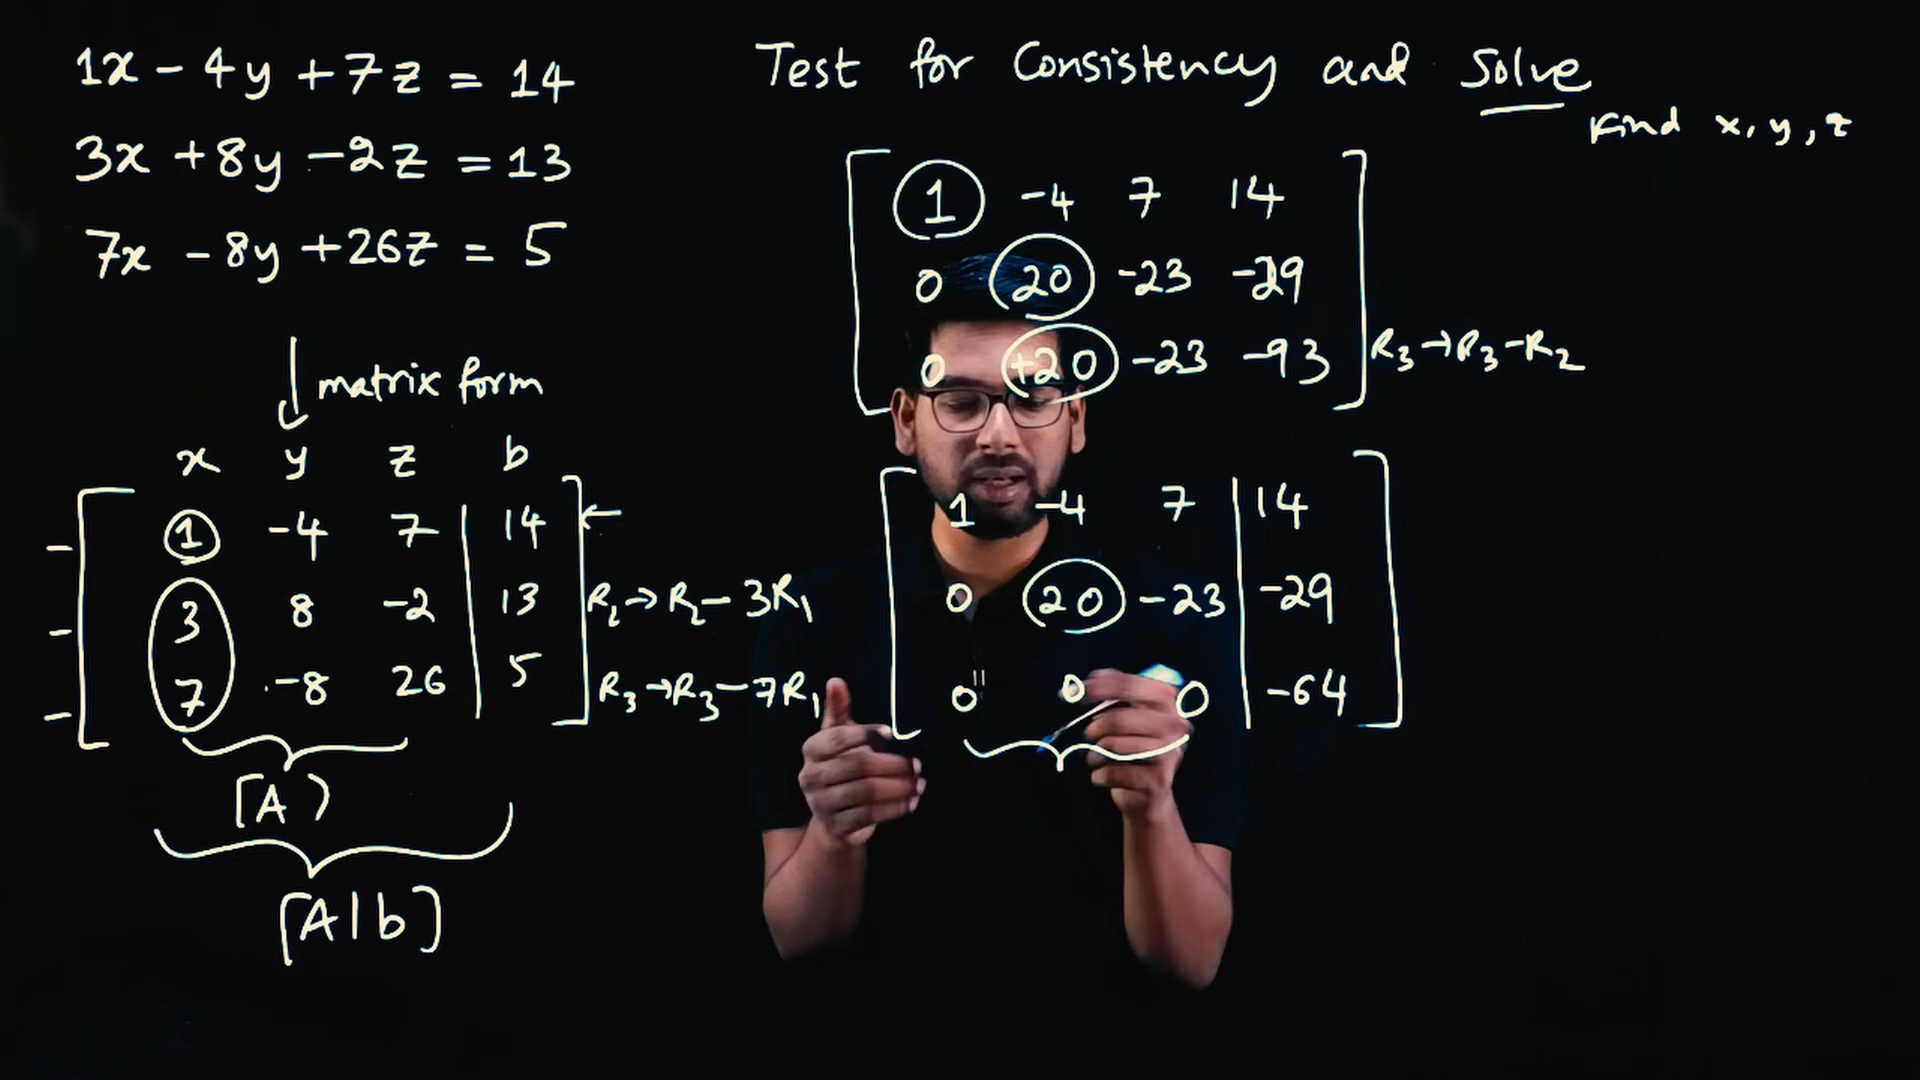 1x - 4y + 7z = 14
3x + 8y - 2z = 13
7x - 8y + 26z = 5
matrix form
x y z b
1 -4 7 | 14 ←
3 8 -2 | 13 R2 → R2 - 3R1
7 -8 26 | 5 R3 → R3 - 7R1
[A)
[A|b]
Test for Consistency and Solve
Find x, y, z
1 -4 7 14
0 20 -23 -29
0 +20 -23 -93 R3 → R3 - R2
1 -4 7 | 14
0 20 -23 | -29
0 0 0 | -64